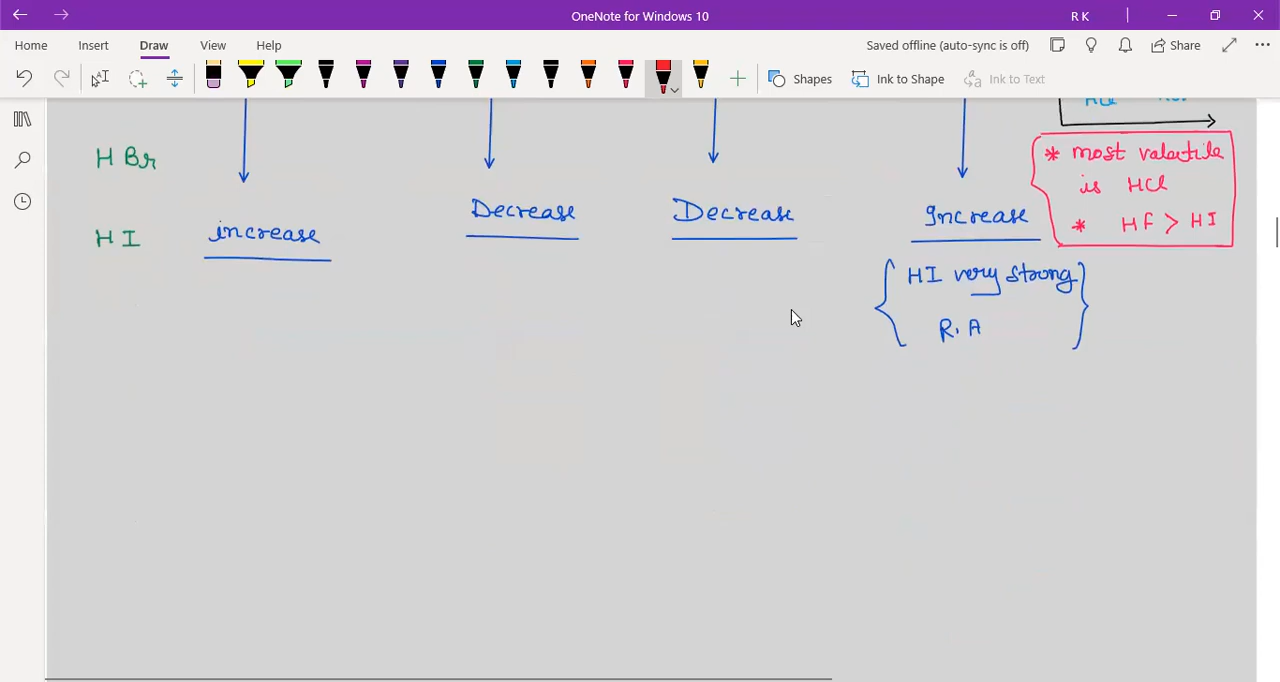 OneNote for Windows 10
R K
Home Insert Draw View Help
Saved offline (auto-sync is off)
Share
Shapes
Ink to Shape
Ink to Text
H Br
* most volatile
is HCl
* HF > HI
Decrease
Decrease
Increase
H I
increase
HI very strong
R. A